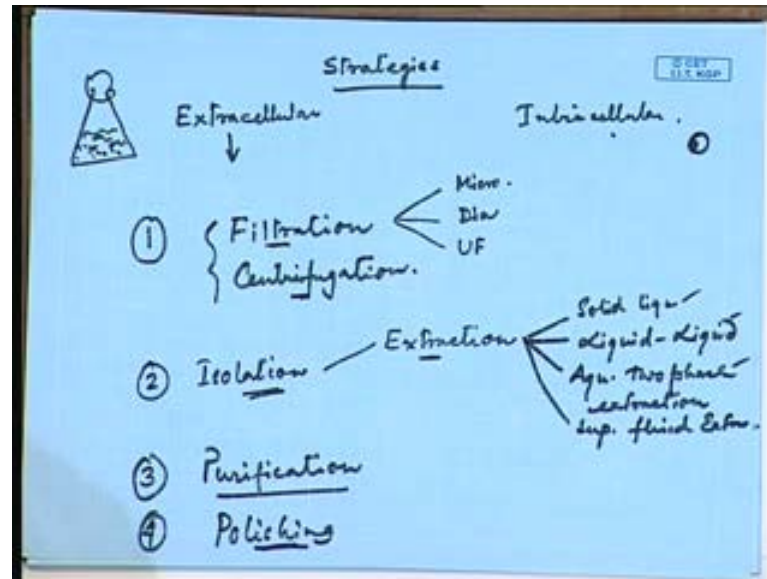 Strategies
© CET
I.I.T. KGP
Extracellular
Intracellular.
① Filtration
Micro.
Dia
UF
Centrifugation.
② Isolation
Extraction
Solid liqu
Liquid-Liquid
Aqu. two phase
extraction
Sup. fluid Extrn.
③ Purification
④ Polishing